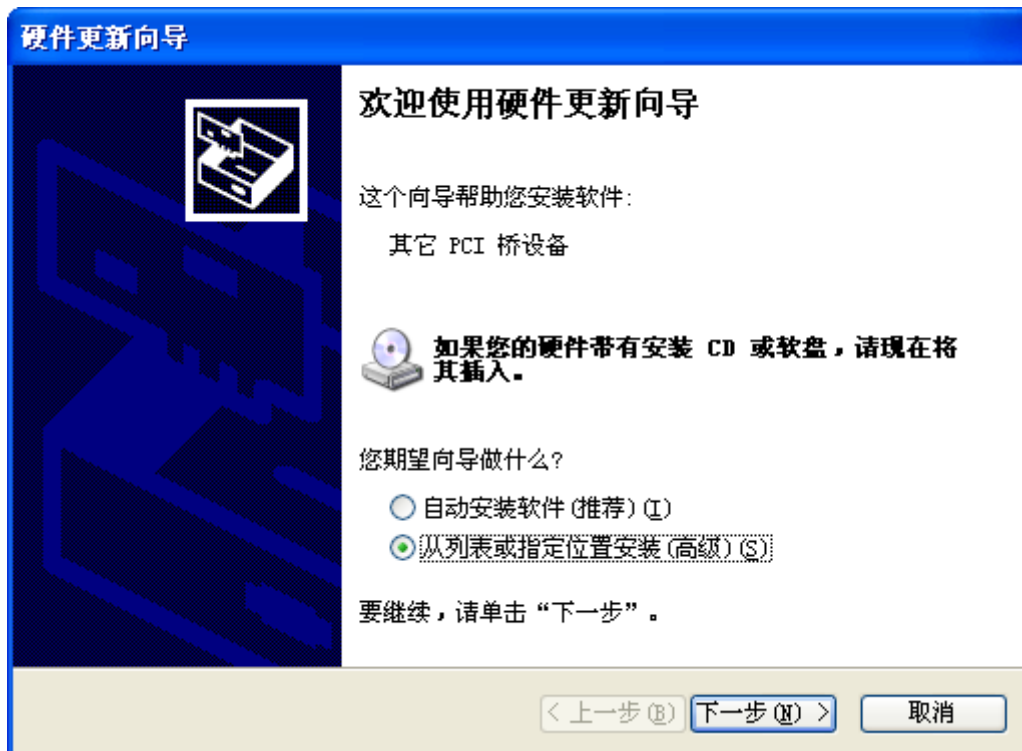 硬件更新向导
欢迎使用硬件更新向导
这个向导帮助您安装软件:
其它 PCI 桥设备
如果您的硬件带有安装 CD 或软盘，请现在将
其插入。
您期望向导做什么?
自动安装软件(推荐)(I)
从列表或指定位置安装(高级)(S)
要继续，请单击“下一步”。
< 上一步(B) 下一步(N) > 取消